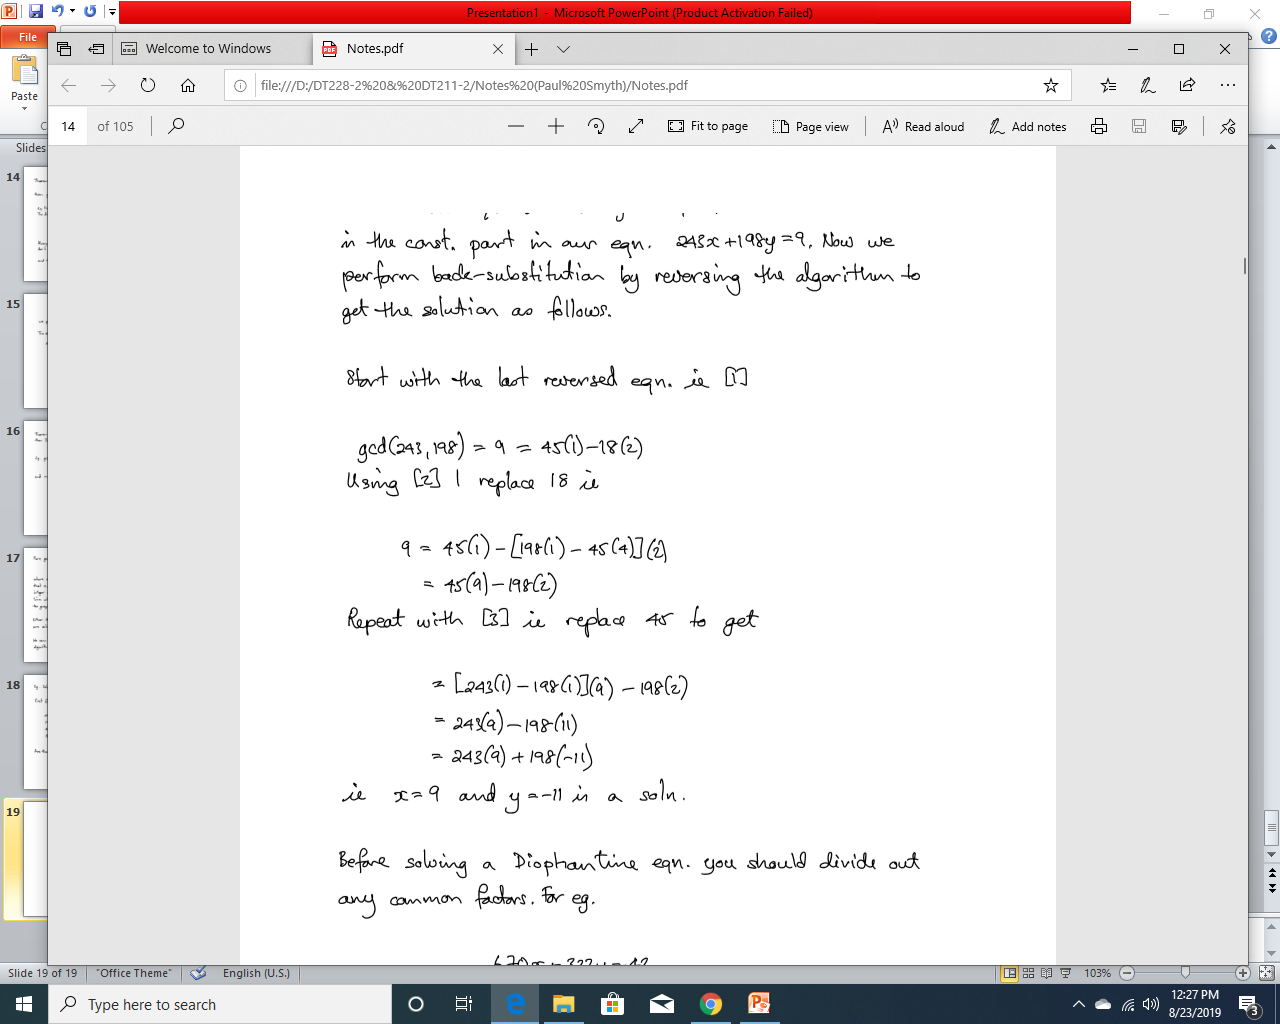 Presentation1 - Microsoft PowerPoint (Product Activation Failed)
File
Welcome to Windows
Notes.pdf
Paste
file:///D:/DT228-2%20&%20DT211-2/Notes%20(Paul%20Smyth)/Notes.pdf
14 of 105
Fit to page
Page view
Read aloud
Add notes
Slides
14
15
16
17
18
19
in the const. part in our eqn. 243x+198y=9. Now we
perform back-substitution by reversing the algorithm to
get the solution as follows.
Start with the last reversed eqn. ie [1]
gcd(243,198) = 9 = 45(1)-18(2)
Using [2] I replace 18 ie
9 = 45(1) - [198(1) - 45(4)](2)
= 45(9) - 198(2)
Repeat with [3] ie replace 45 to get
= [243(1) - 198(1)](9) - 198(2)
= 243(9) - 198(11)
= 243(9) + 198(-11)
ie x=9 and y=-11 is a soln.
Before solving a Diophantine eqn. you should divide out
any common factors. For eg.
Slide 19 of 19
"Office Theme"
English (U.S.)
103%
Type here to search
12:27 PM
8/23/2019
3